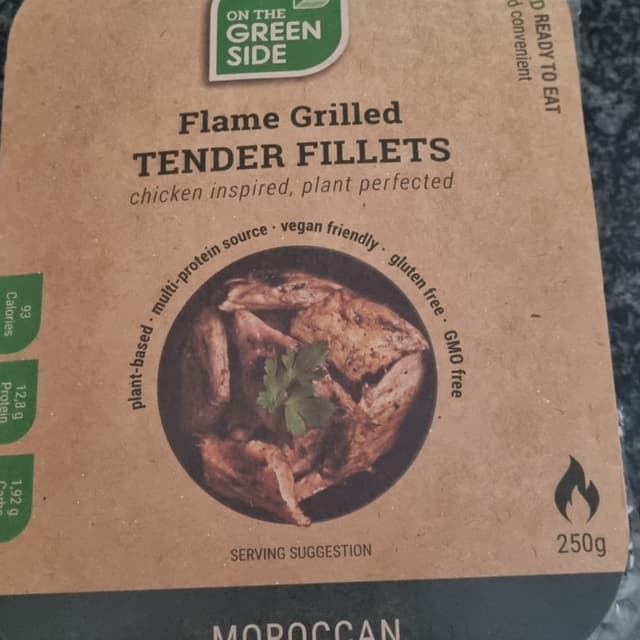 ON THE
GREEN
SIDE
READY TO EAT
convenient
Flame Grilled
TENDER FILLETS
chicken inspired, plant perfected
plant-based · multi-protein source · vegan friendly · gluten free · GMO free
93
Calories
12,8 g
Protein
1,92 g
Carbs
SERVING SUGGESTION
250g
MOROCCAN